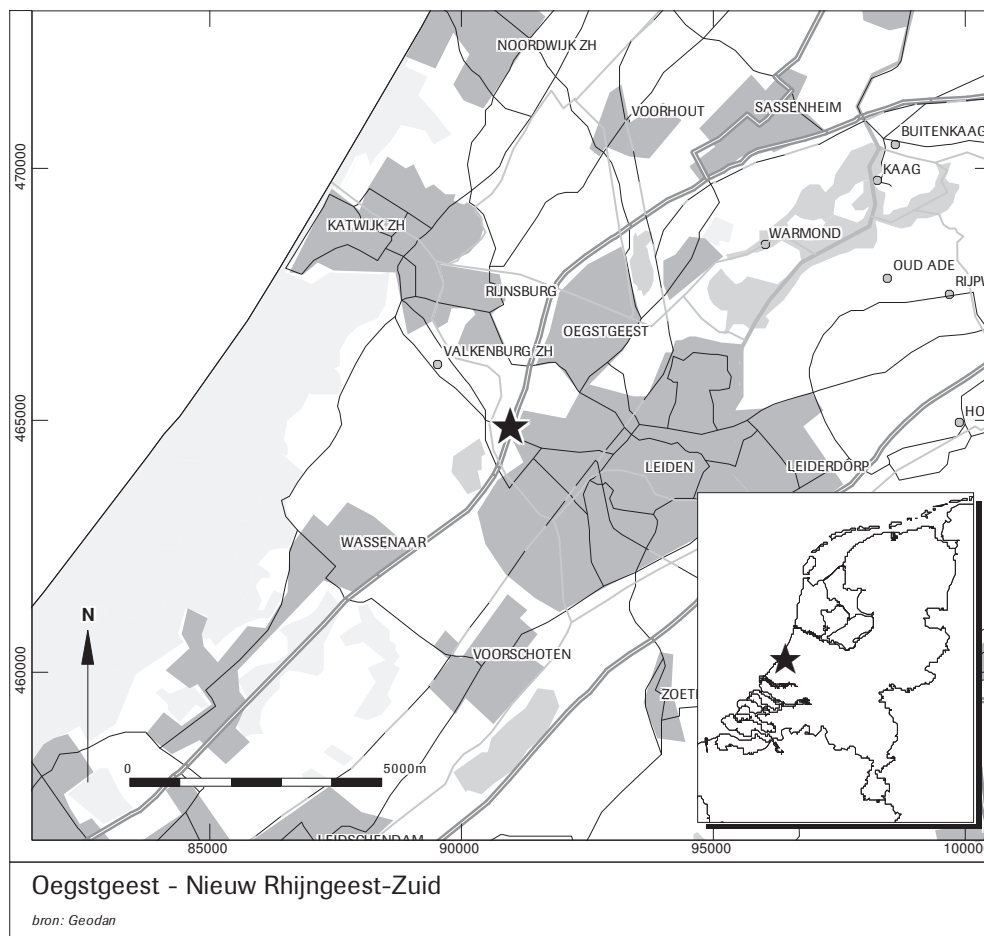 NOORDWIJK ZH
VOORHOUT
SASSENHEIM
BUITENKAAG
KAAG
470000
KATWIJK ZH
WARMOND
OUD ADE
RIJNSBURG
OEGSTGEEST
VALKENBURG ZH
465000
LEIDEN
LEIDERDORP
WASSENAAR
N
VOORSCHOTEN
460000
0
5000m
LEIDSCHENDAM
85000
90000
95000
Oegstgeest - Nieuw Rhijngeest-Zuid
bron: Geodan